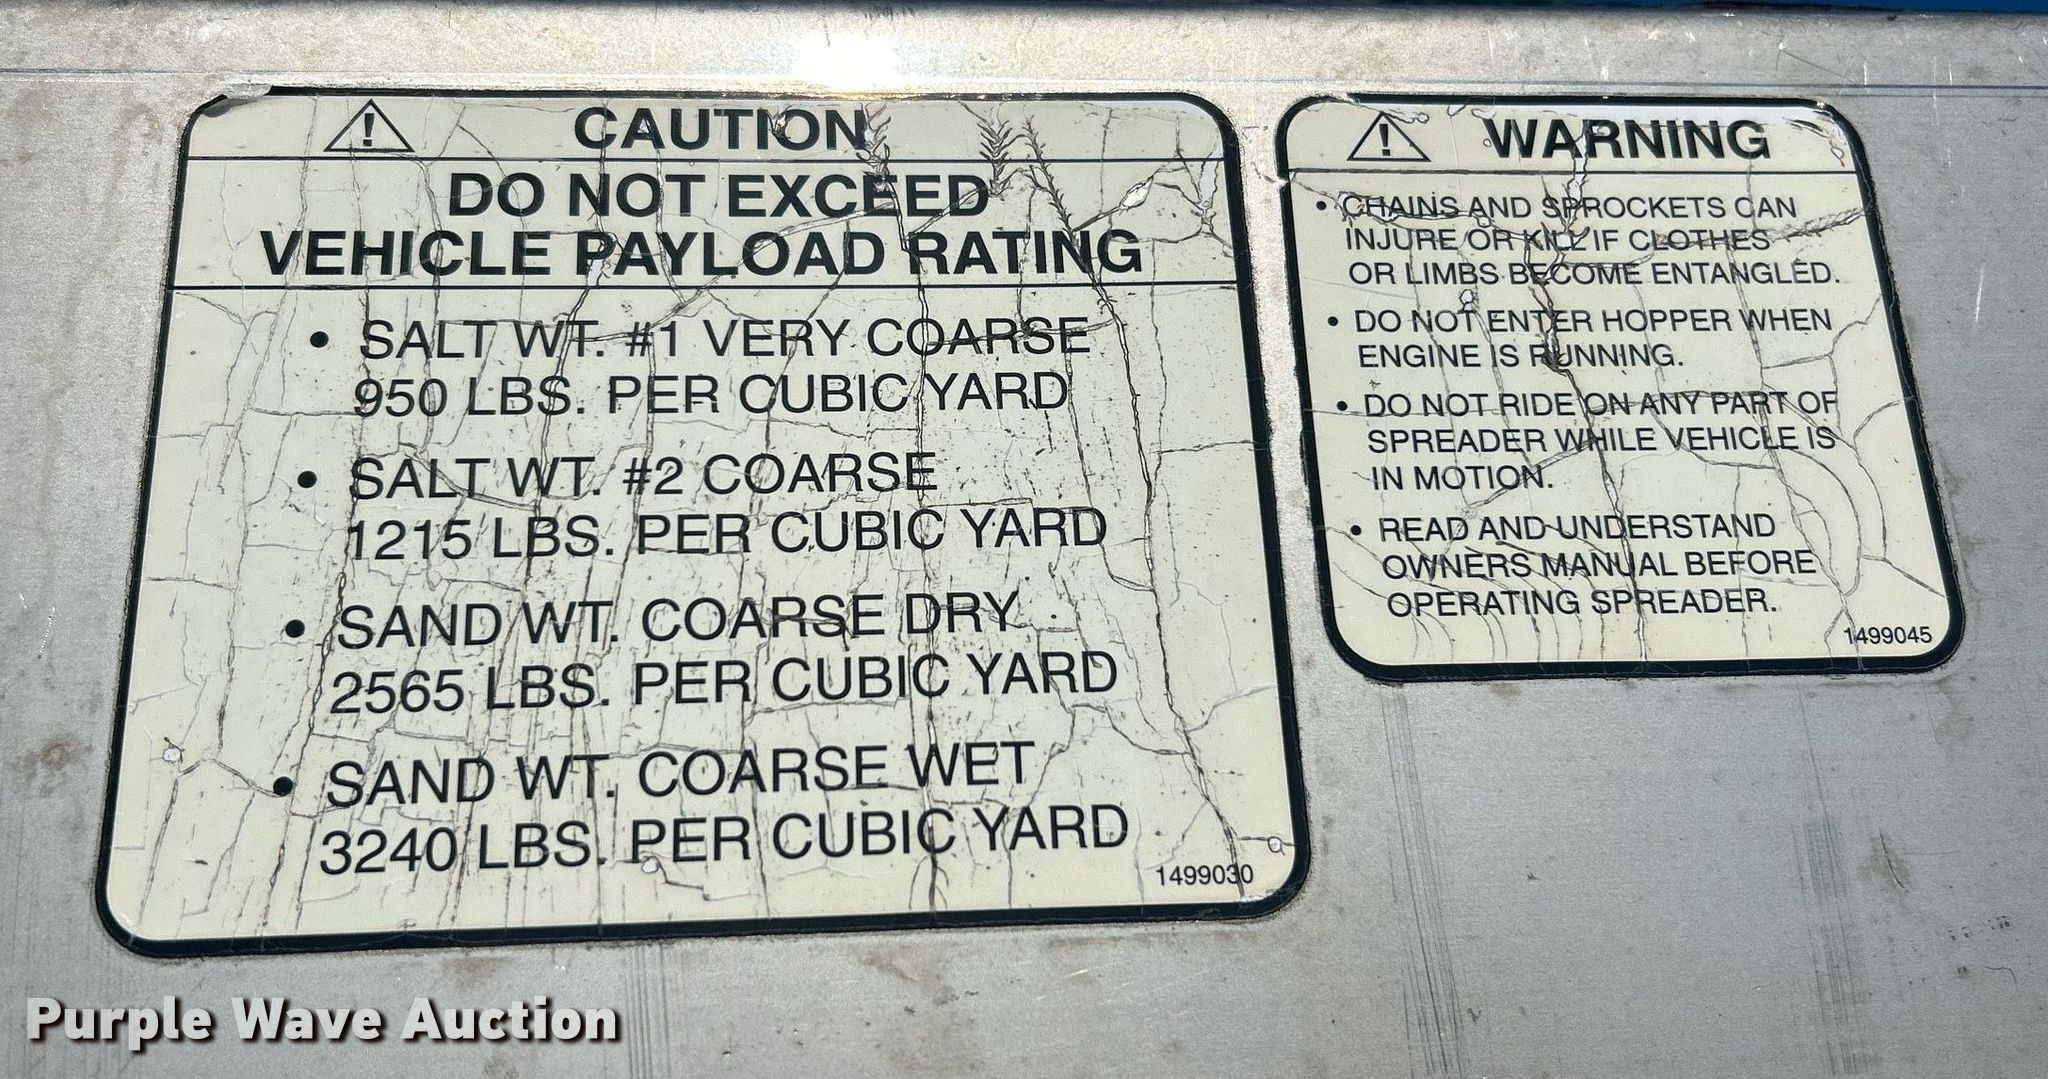 CAUTION
DO NOT EXCEED
VEHICLE PAYLOAD RATING
• SALT WT. #1 VERY COARSE
950 LBS. PER CUBIC YARD
• SALT WT. #2 COARSE
1215 LBS. PER CUBIC YARD
• SAND WT. COARSE DRY
2565 LBS. PER CUBIC YARD
• SAND WT. COARSE WET
3240 LBS. PER CUBIC YARD
1499030
WARNING
• CHAINS AND SPROCKETS CAN
INJURE OR KILL IF CLOTHES
OR LIMBS BECOME ENTANGLED.
• DO NOT ENTER HOPPER WHEN
ENGINE IS RUNNING.
• DO NOT RIDE ON ANY PART OF
SPREADER WHILE VEHICLE IS
IN MOTION.
• READ AND UNDERSTAND
OWNERS MANUAL BEFORE
OPERATING SPREADER.
1499045
Purple Wave Auction